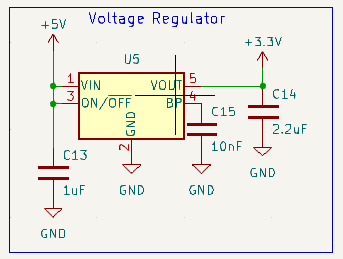 Voltage Regulator
+5V
+3.3V
U5
1
VIN
VOUT
5
3
ON/OFF
BP
4
GND
2
C14
2.2uF
C15
10nF
C13
1uF
GND
GND
GND
GND